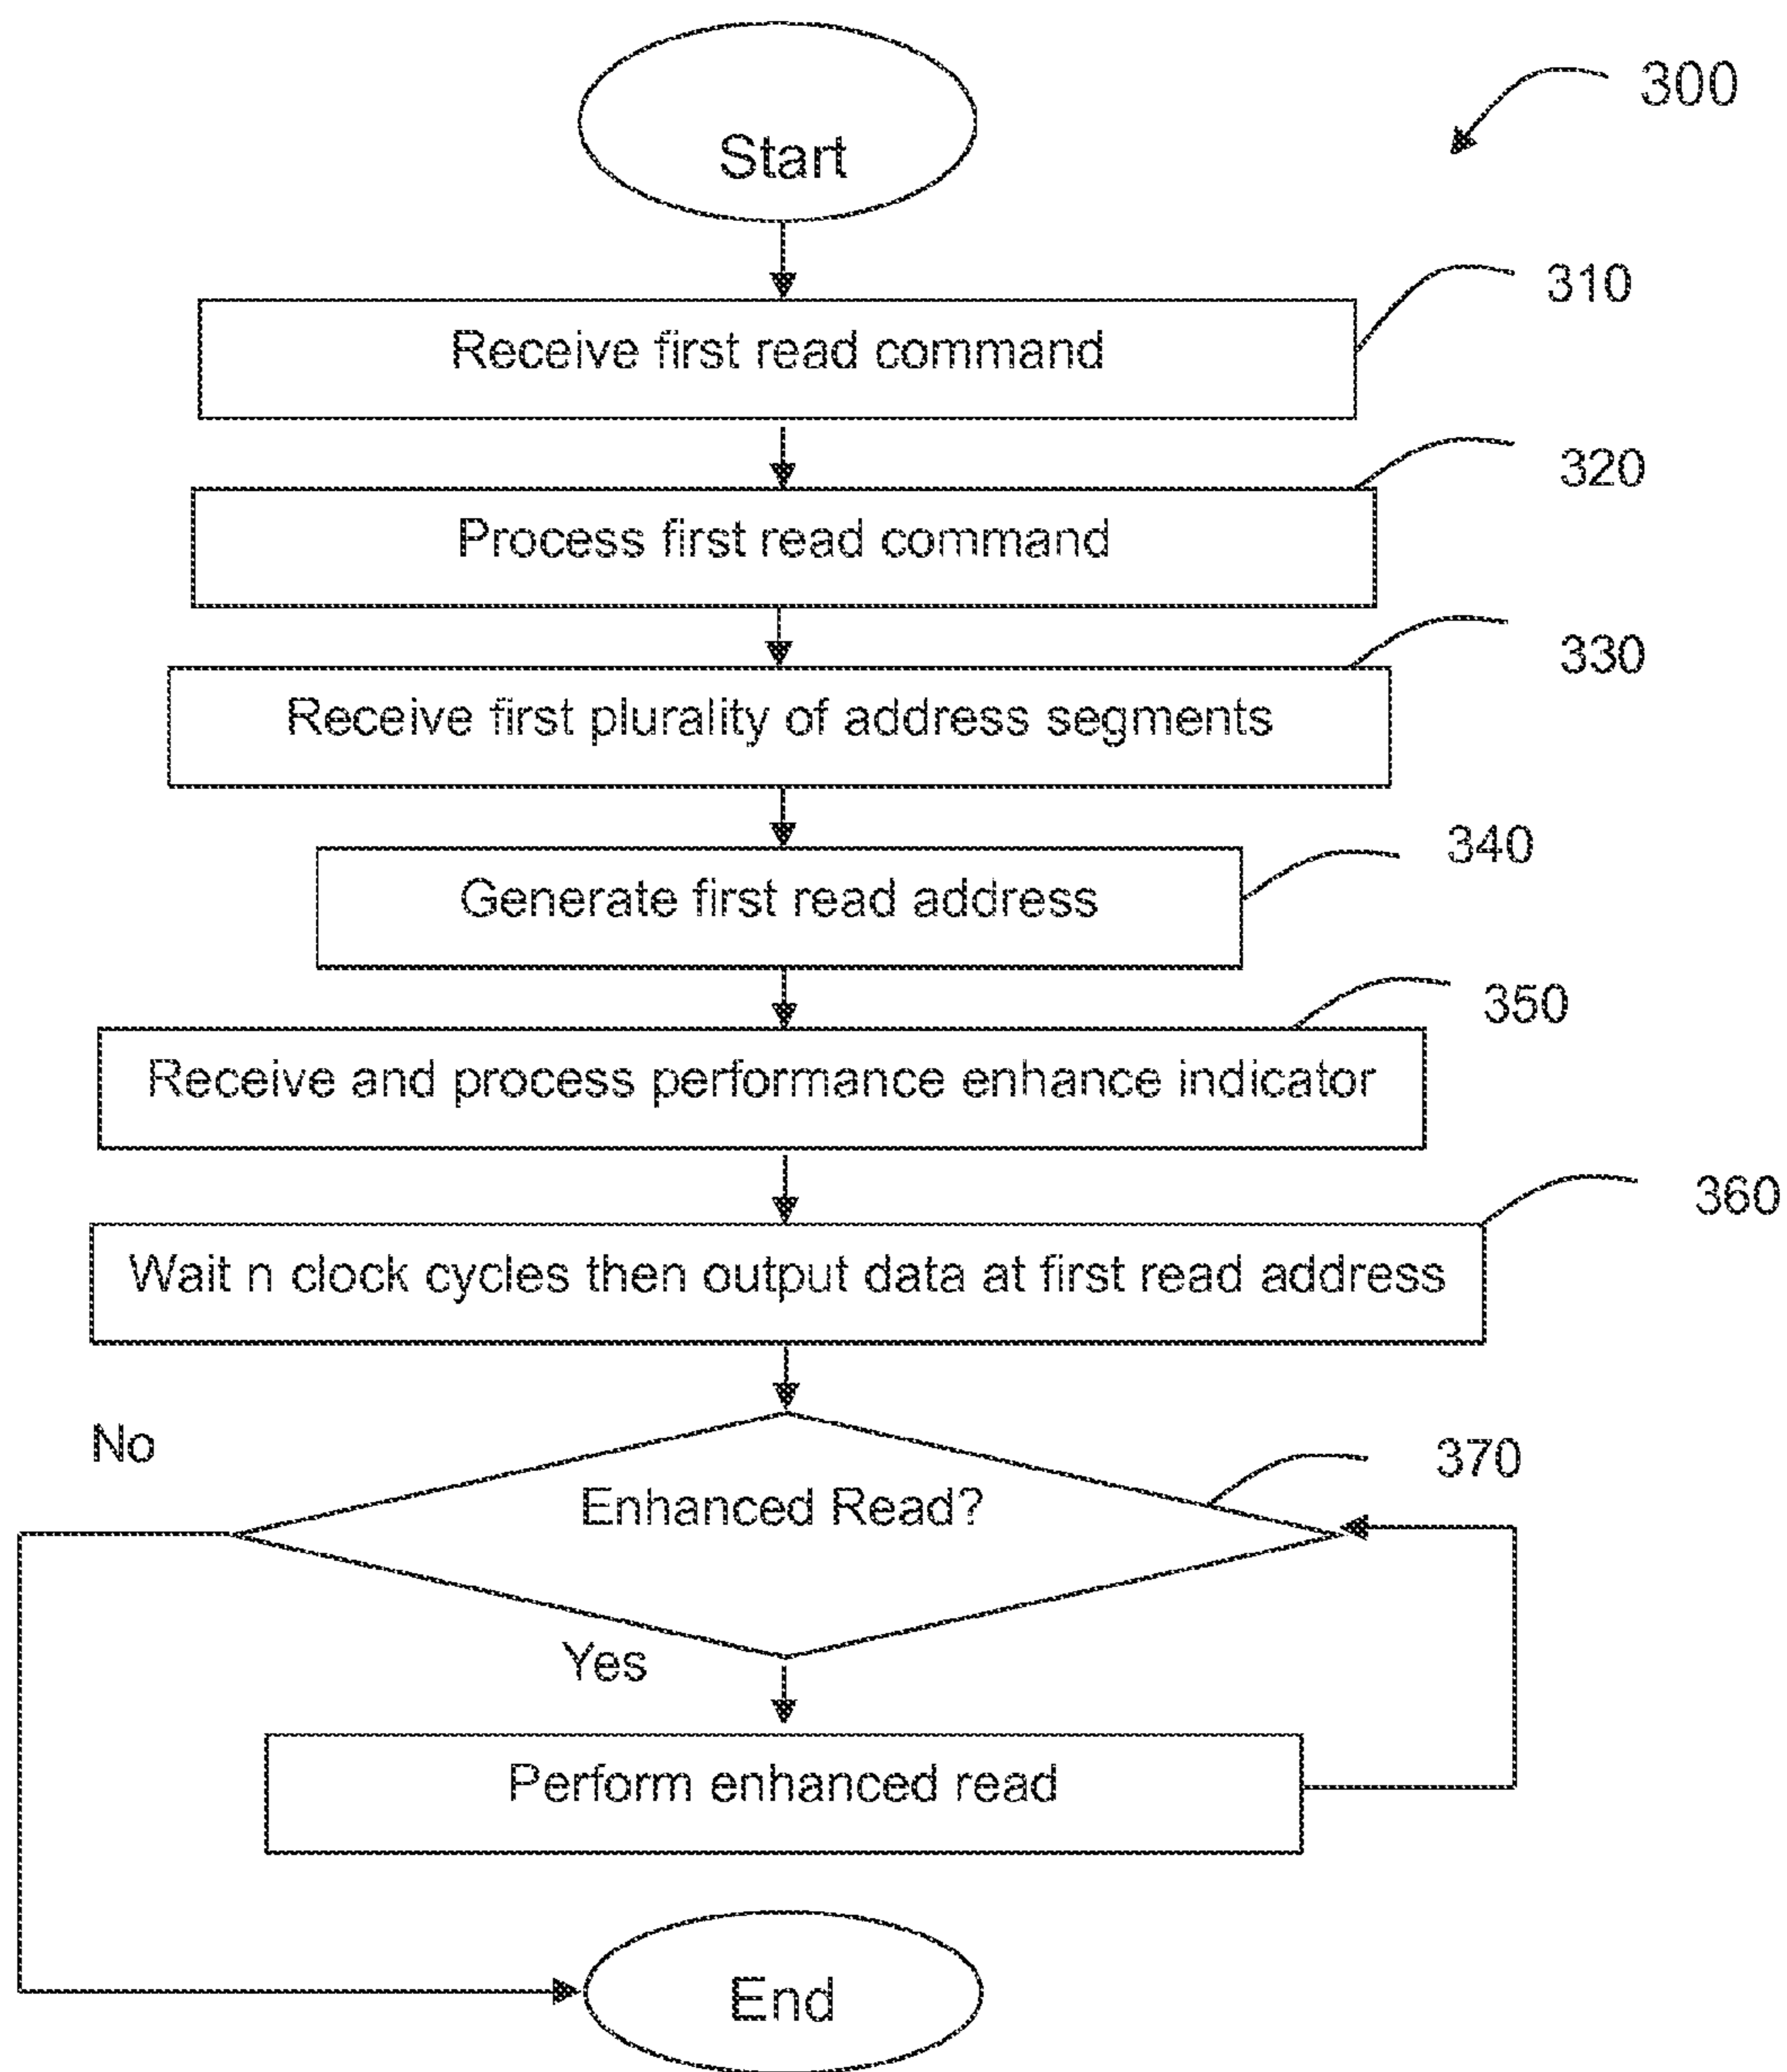 300
Start
310
Receive first read command
320
Process first read command
330
Receive first plurality of address segments
340
Generate first read address
350
Receive and process performance enhance indicator
360
Wait n clock cycles then output data at first read address
No
370
Enhanced Read?
Yes
Perform enhanced read
End